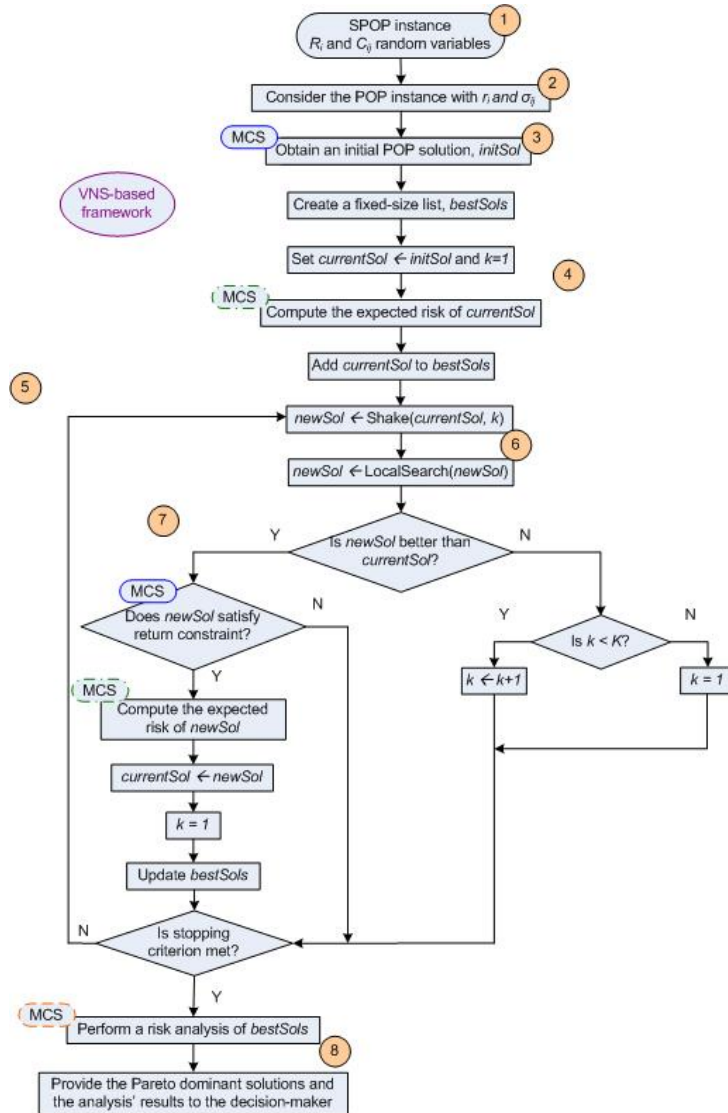 1
SPOP instance
Ri and Cij random variables
2
Consider the POP instance with ri and σij
MCS
3
Obtain an initial POP solution, initSol
VNS-based
framework
Create a fixed-size list, bestSols
Set currentSol ← initSol and k=1
4
MCS
Compute the expected risk of currentSol
Add currentSol to bestSols
5
newSol ← Shake(currentSol, k)
6
newSol ← LocalSearch(newSol)
7
Y
N
Is newSol better than
currentSol?
MCS
Does newSol satisfy
return constraint?
N
Y
N
Is k < K?
Y
k ← k+1
k = 1
MCS
Compute the expected
risk of newSol
currentSol ← newSol
k = 1
Update bestSols
N
Is stopping
criterion met?
Y
MCS
Perform a risk analysis of bestSols
8
Provide the Pareto dominant solutions and
the analysis' results to the decision-maker